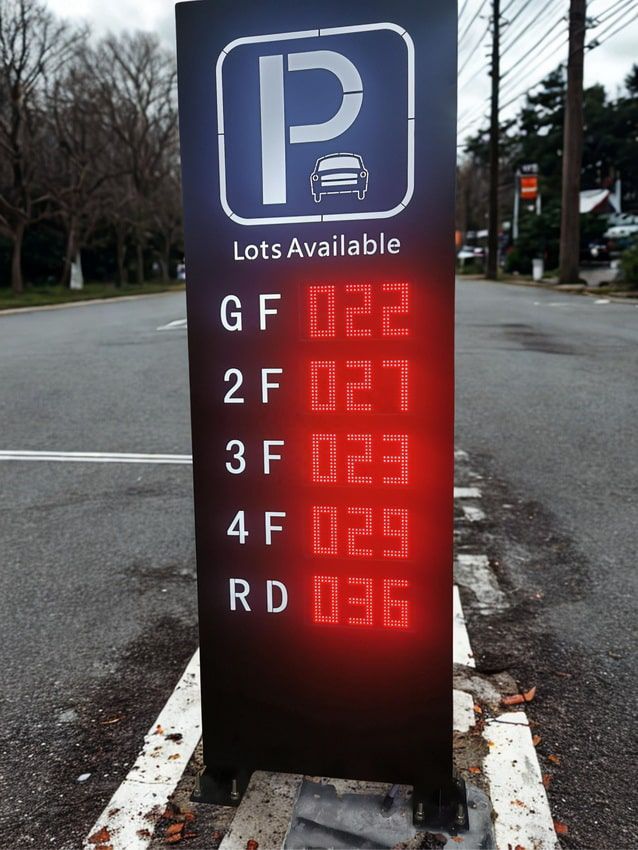 P
Lots Available
GF 022
2F 027
3F 023
4F 029
RD 036